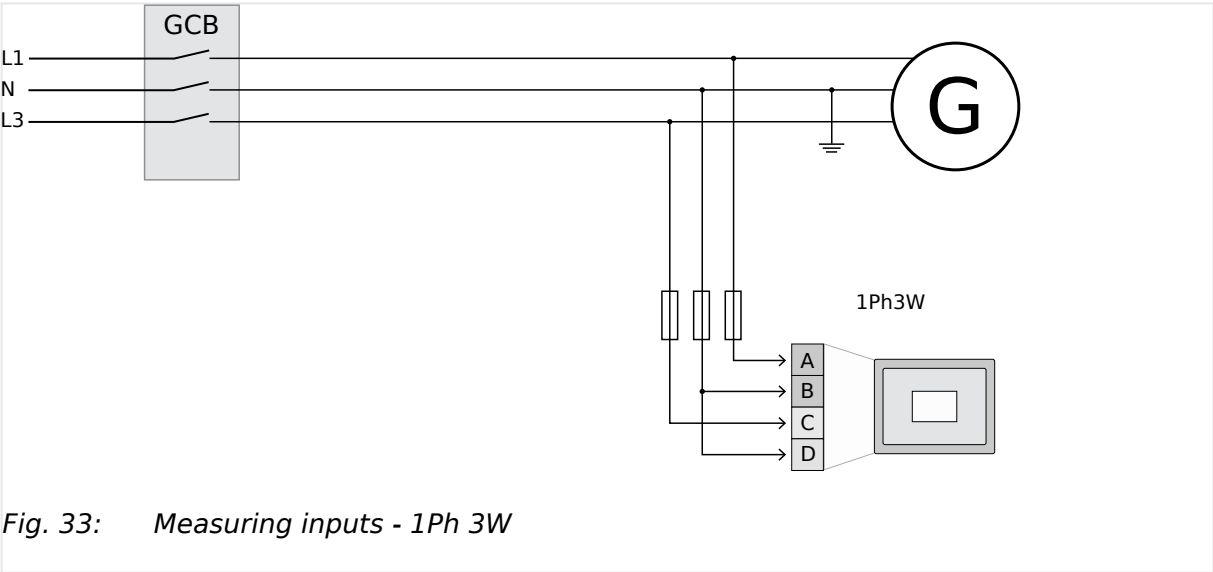 GCB
L1
N
L3
G
1Ph3W
A
B
C
D
Fig. 33: Measuring inputs - 1Ph 3W